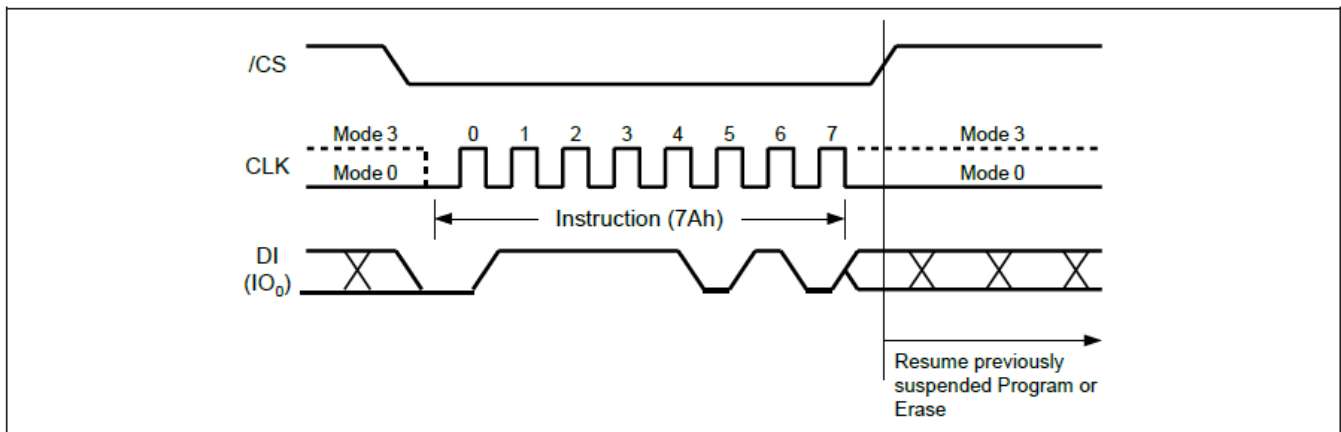 /CS
Mode 3 0 1 2 3 4 5 6 7 Mode 3
CLK
Mode 0 Mode 0
Instruction (7Ah)
DI
(IO₀)
Resume previously
suspended Program or
Erase